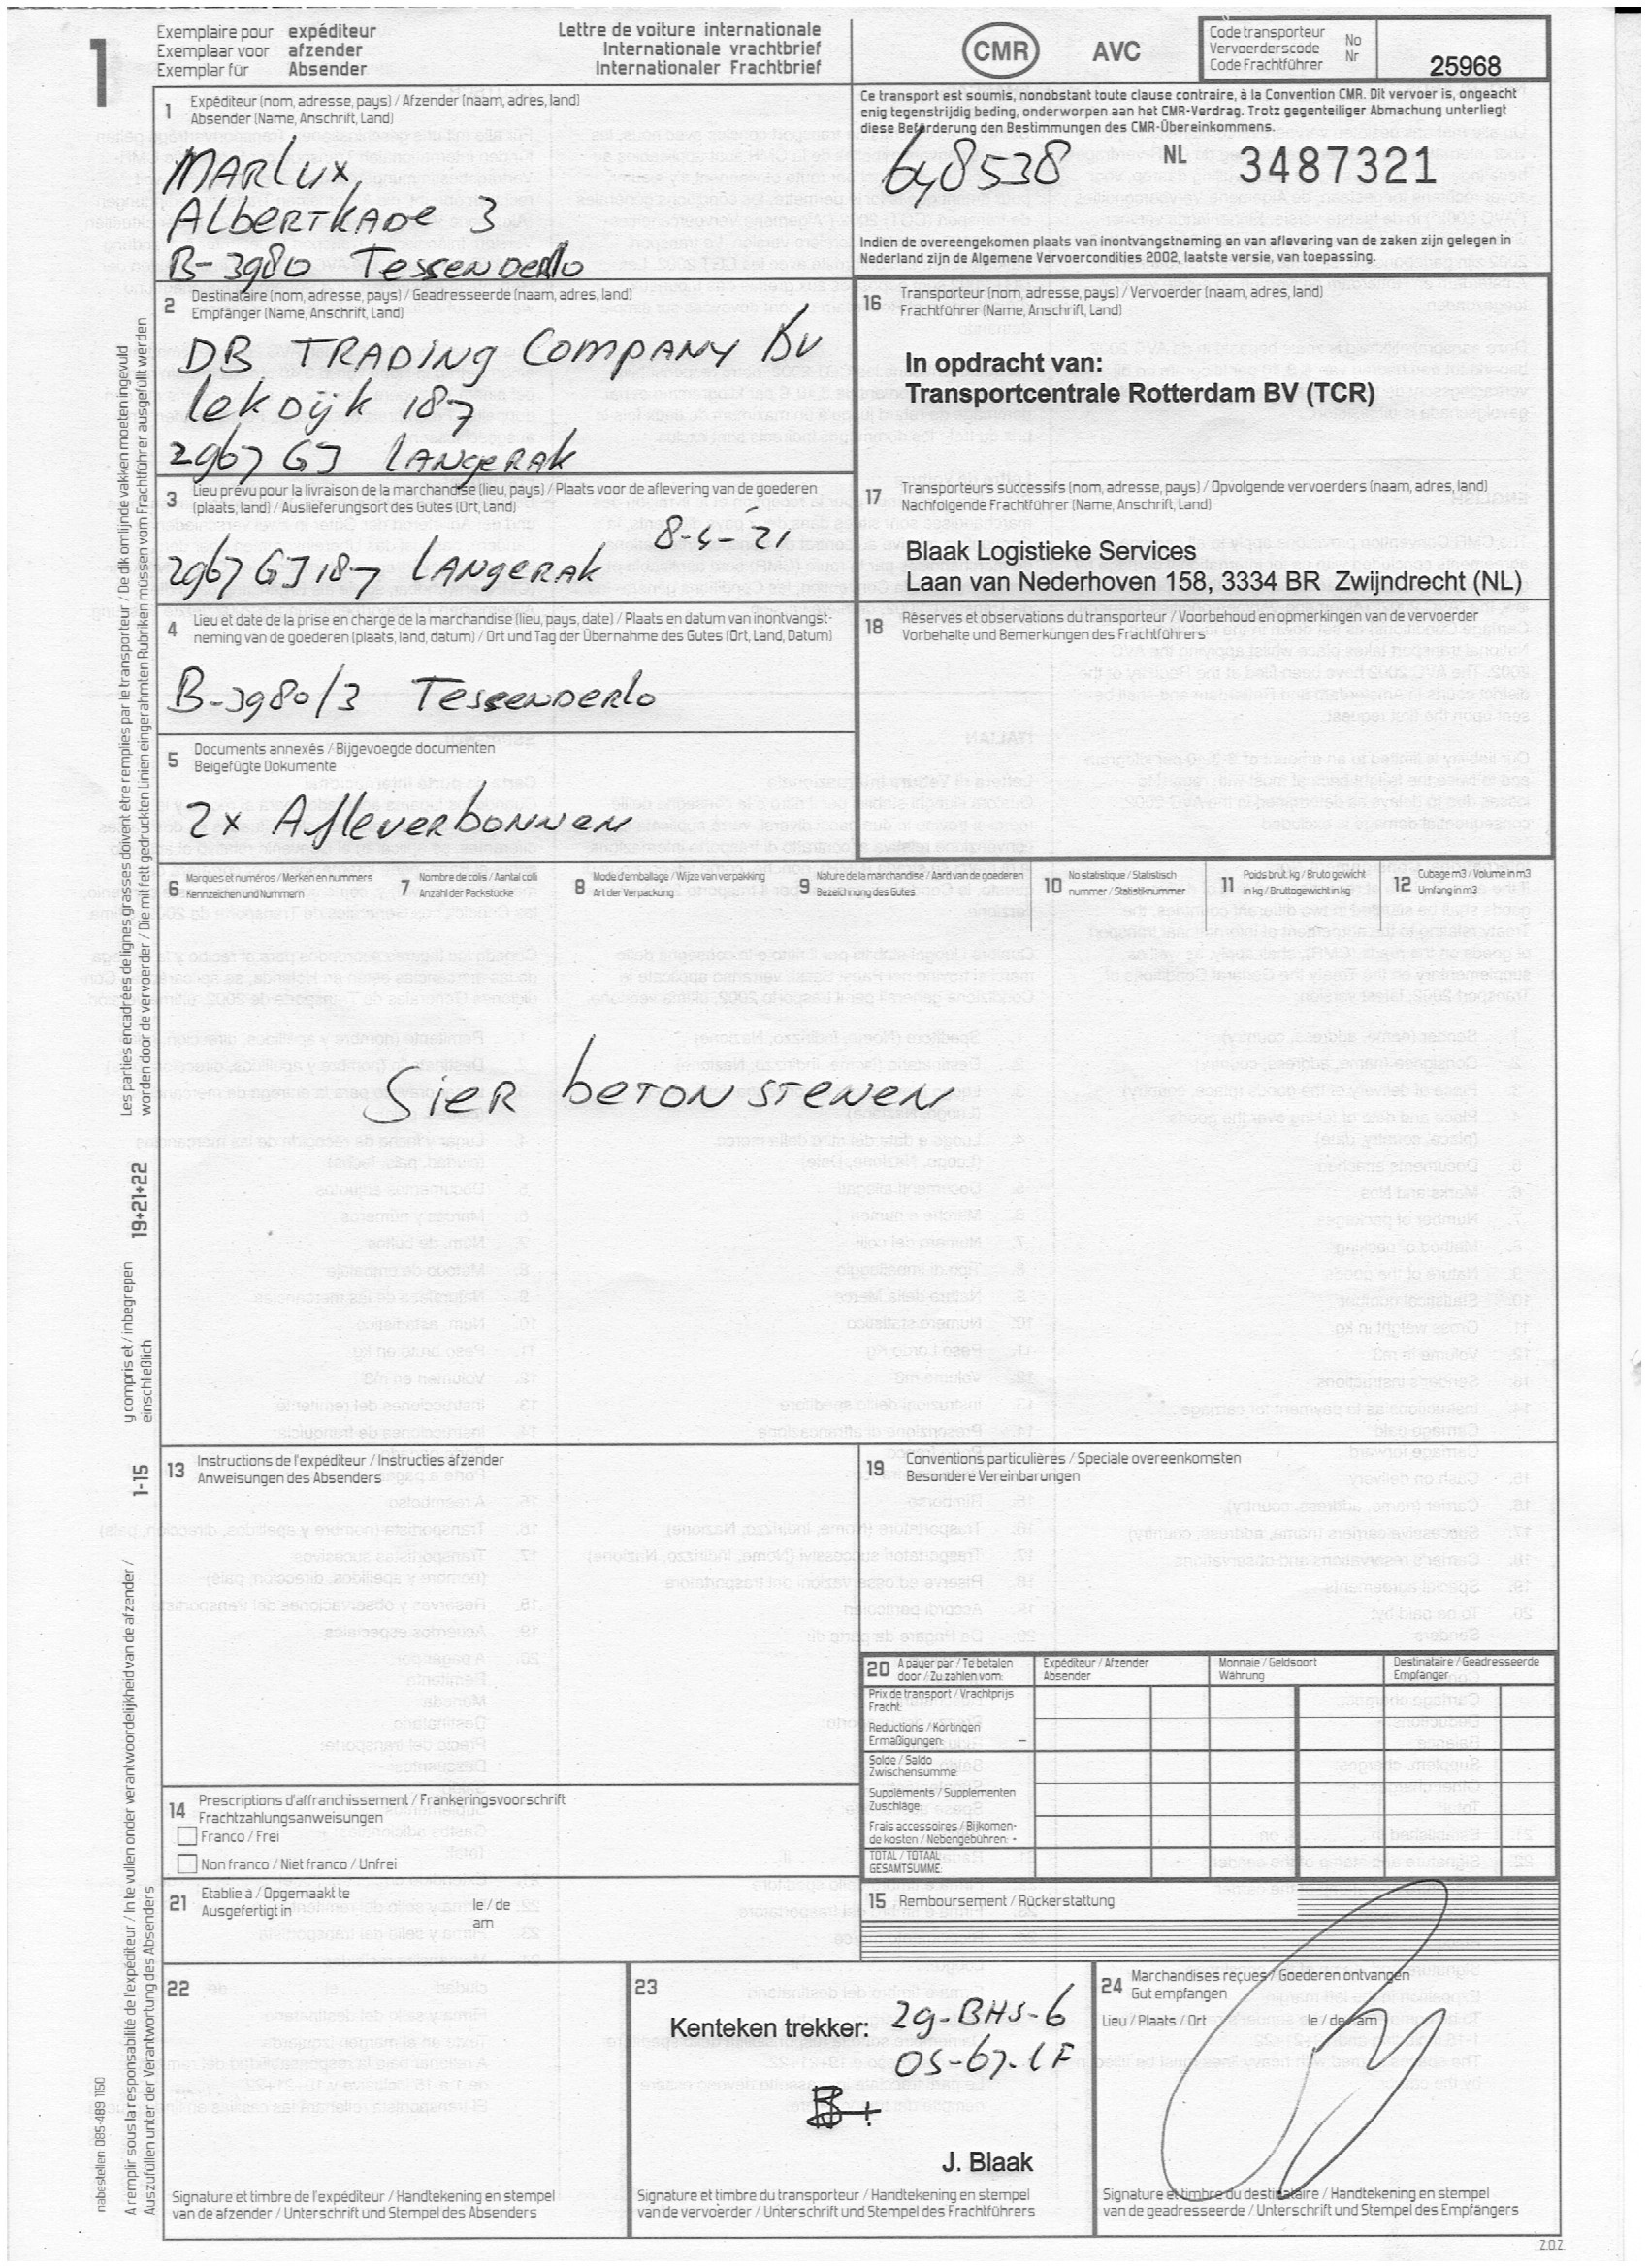 1
Exemplaire pour expéditeur
Exemplaar voor afzender
Exemplar für Absender
Lettre de voiture internationale
Internationale vrachtbrief
Internationaler Frachtbrief
CMR AVC
Code transporteur No
Vervoerderscode Nr
Code Frachtführer
25968
1 Expéditeur (nom, adresse, pays) / Afzender (naam, adres, land)
Absender (Name, Anschrift, Land)
MARLUX
ALBERTKADE 3
B-3980 TESSENDERLO
Ce transport est soumis, nonobstant toute clause contraire, à la Convention CMR. Dit vervoer is, ongeacht
enig tegenstrijdig beding, onderworpen aan het CMR-Verdrag. Trotz gegenteiliger Abmachung unterliegt
diese Beförderung den Bestimmungen des CMR-Übereinkommens.
648538 NL 3487321
Indien de overeengekomen plaats van inontvangstneming en van aflevering van de zaken zijn gelegen in
Nederland zijn de Algemene Vervoercondities 2002, laatste versie, van toepassing.
2 Destinataire (nom, adresse, pays) / Geadresseerde (naam, adres, land)
Empfänger (Name, Anschrift, Land)
DB TRADING COMPANY BV
LEKDIJK 187
2967 GJ LANGERAK
16 Transporteur (nom, adresse, pays) / Vervoerder (naam, adres, land)
Frachtführer (Name, Anschrift, Land)
In opdracht van:
Transportcentrale Rotterdam BV (TCR)
3 Lieu prévu pour la livraison de la marchandise (lieu, pays) / Plaats voor de aflevering van de goederen
(plaats, land) / Auslieferungsort des Gutes (Ort, Land)
2967 GJ 187 LANGERAK
17 Transporteurs successifs (nom, adresse, pays) / Opvolgende vervoerders (naam, adres, land)
Nachfolgende Frachtführer (Name, Anschrift, Land)
Blaak Logistieke Services
Laan van Nederhoven 158, 3334 BR Zwijndrecht (NL)
4 Lieu et date de la prise en charge de la marchandise (lieu, pays, date) / Plaats en datum van inontvangst-
neming van de goederen (plaats, land, datum) / Ort und Tag der Übernahme des Gutes (Ort, Land, Datum)
B-3980/3 TESSENDERLO
18 Réserves et observations du transporteur / Voorbehoud en opmerkingen van de vervoerder
Vorbehalte und Bemerkungen des Frachtführers
5 Documents annexés / Bijgevoegde documenten
Beigefügte Dokumente
2x Afleverbonnen
6 Marques et numéros / Merken en nummers
Kennzeichen und Nummern
7 Nombre de colis / Aantal colli
Anzahl der Packstücke
8 Mode d'emballage / Wijze van verpakking
Art der Verpackung
9 Nature de la marchandise / Aard van de goederen
Bezeichnung des Gutes
10 No statistique / Statistisch
nummer / Statistiknummer
11 Poids brut kg / Bruto gewicht
in kg / Bruttogewicht in kg
12 Cubage m3 / Volume in m3
Umfang in m3
SIER BETONSTENEN
13 Instructions de l'expéditeur / Instructies afzender
Anweisungen des Absenders
19 Conventions particulières / Speciale overeenkomsten
Besondere Vereinbarungen
20 A payer par / Te betalen
door / Zu zahlen vom:
Expéditeur / Afzender
Absender
Monnaie / Geldsoort
Währung
Destinataire / Geadresseerde
Empfänger
Prix de transport / Vrachtprijs
Fracht:
Reductions / Kortingen
Ermäßigungen: –
Solde / Saldo
Zwischensumme:
Suppléments / Supplementen
Zuschläge:
Frais accessoires / Bijkomen-
de kosten / Nebengebühren: +
TOTAL / TOTAAL
GESAMTSUMME:
14 Prescriptions d'affranchissement / Frankeringsvoorschrift
Frachtzahlungsanweisungen
Franco / Frei
Non franco / Niet franco / Unfrei
21 Etablie à / Opgemaakt te le / de
Ausgefertigt in am
15 Remboursement / Rückerstattung
22
Signature et timbre de l'expéditeur / Handtekening en stempel
van de afzender / Unterschrift und Stempel des Absenders
23
Kenteken trekker: 29-BHS-6
OS-67-LF
J. Blaak
Signature et timbre du transporteur / Handtekening en stempel
van de vervoerder / Unterschrift und Stempel des Frachtführers
24 Marchandises reçues / Goederen ontvangen
Gut empfangen
Lieu / Plaats / Ort le / de / am
Signature et timbre du destinataire / Handtekening en stempel
van de geadresseerde / Unterschrift und Stempel des Empfängers
Les parties encadrées de lignes grasses doivent être remplies par le transporteur / De dik omlijnde vakken moeten ingevuld
worden door de vervoerder / Die mit fett gedruckten Linien eingerahmten Rubriken müssen vom Frachtführer ausgefüllt werden
19+21+22
y compris et / inbegrepen
einschließlich
1-15
A remplir sous la responsabilité de l'expéditeur / In te vullen onder verantwoordelijkheid van de afzender /
Auszufüllen unter der Verantwortung des Absenders
nabestellen 085-489 1150
Z.O.Z.